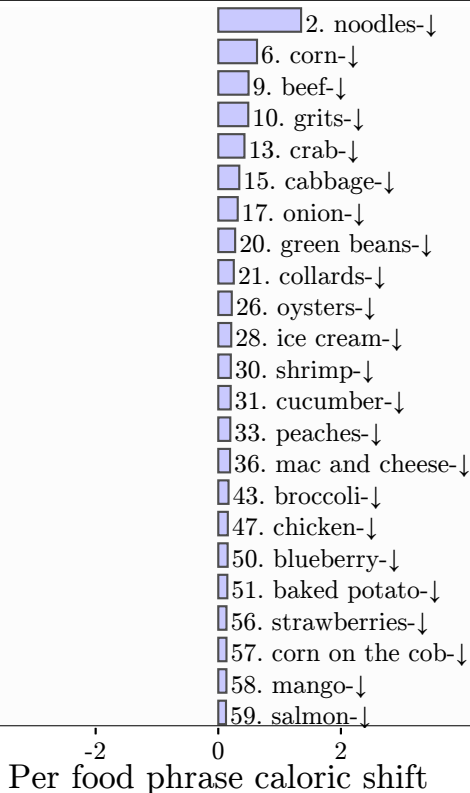 2. noodles-↓
6. corn-↓
9. beef-↓
10. grits-↓
13. crab-↓
15. cabbage-↓
17. onion-↓
20. green beans-↓
21. collards-↓
26. oysters-↓
28. ice cream-↓
30. shrimp-↓
31. cucumber-↓
33. peaches-↓
36. mac and cheese-↓
43. broccoli-↓
47. chicken-↓
50. blueberry-↓
51. baked potato-↓
56. strawberries-↓
57. corn on the cob-↓
58. mango-↓
59. salmon-↓
-2 0 2
Per food phrase caloric shift